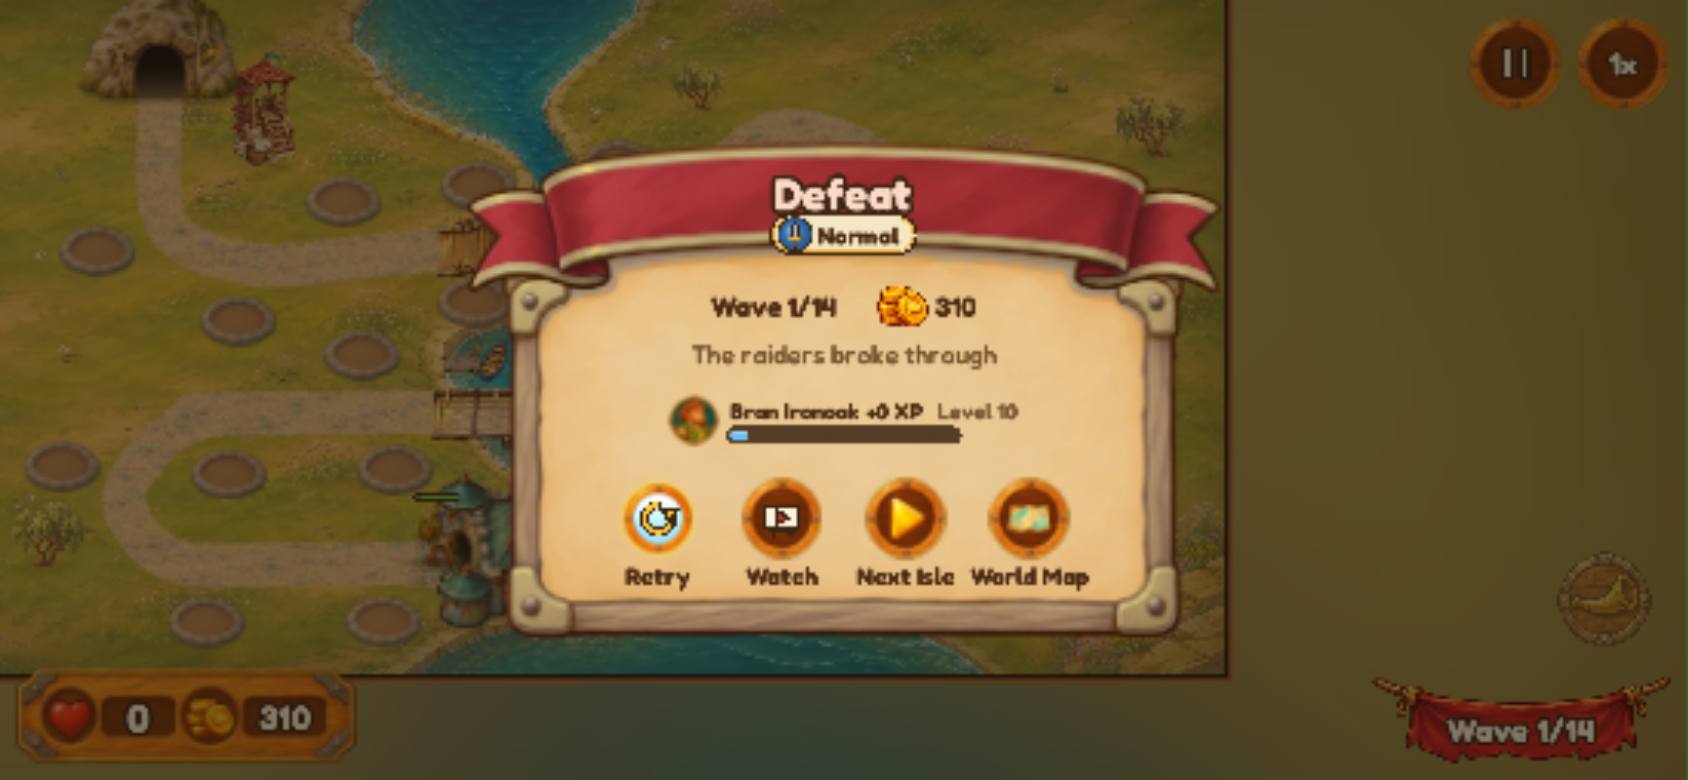 1x
Defeat
Normal
Wave 1/14 310
The raiders broke through
Bran Ironoak +0 XP Level 10
Retry Watch Next Isle World Map
0 310
Wave 1/14